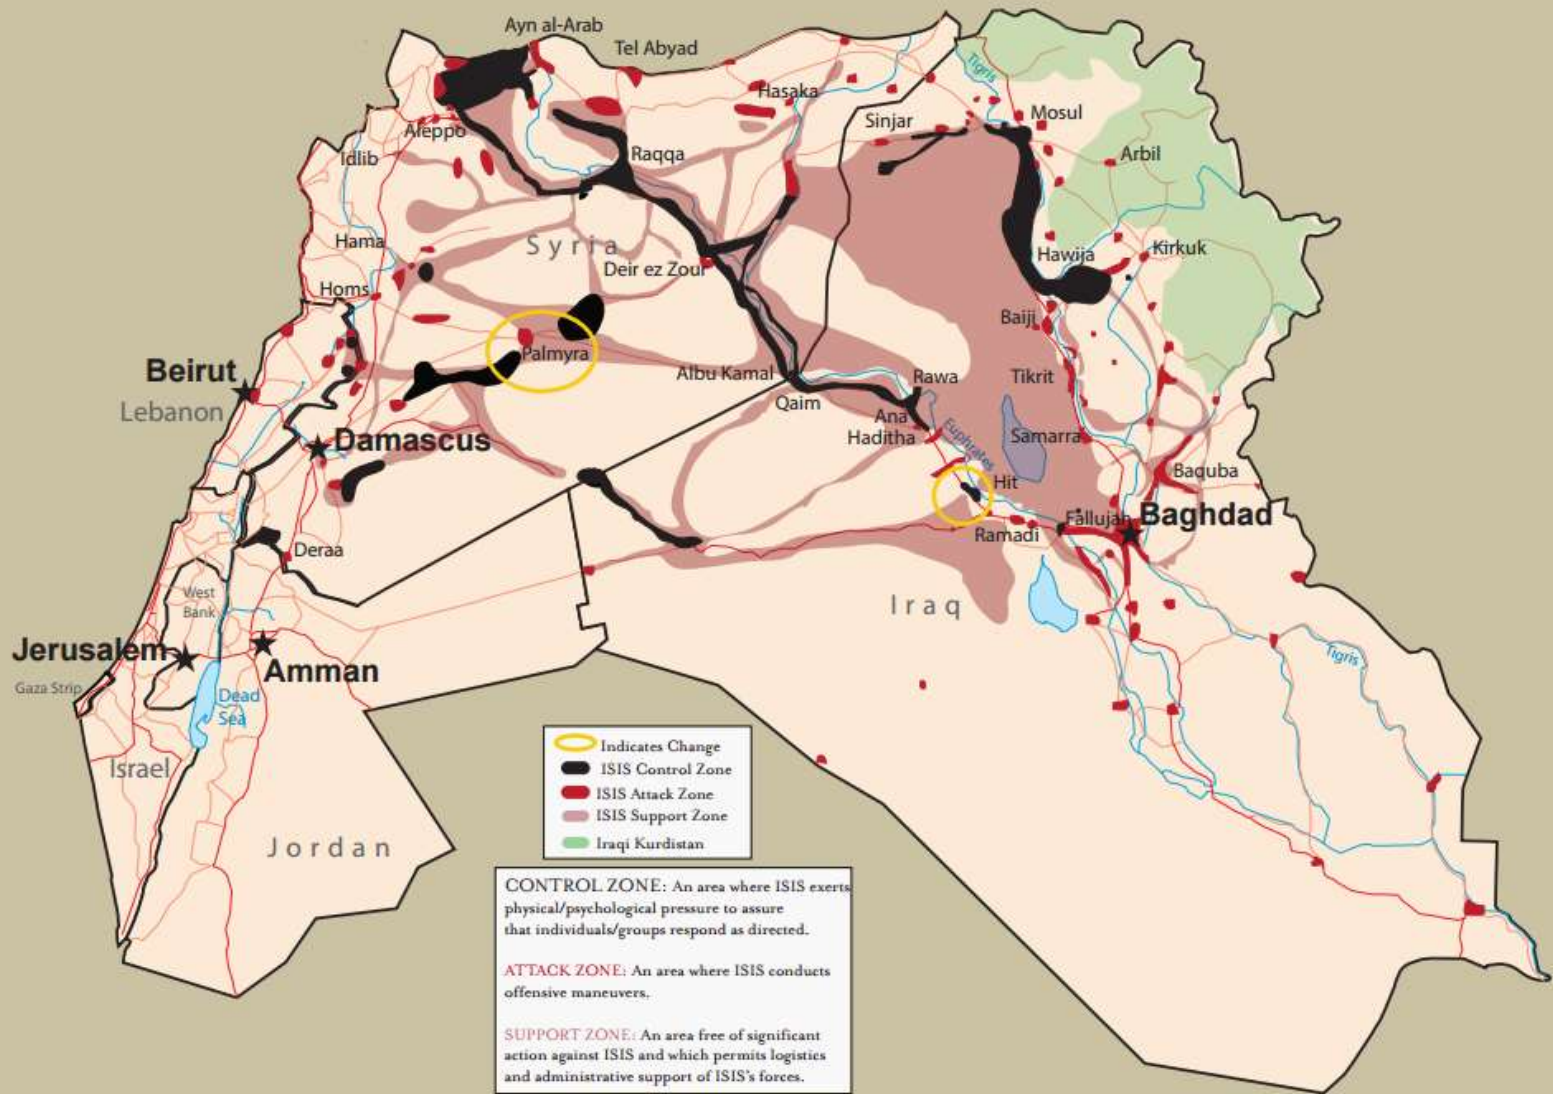 Ayn al-Arab
Tel Abyad
Tigris
Hasaka
Mosul
Sinjar
Aleppo
Idlib
Raqqa
Arbil
Hama
Syria
Hawija
Kirkuk
Deir ez Zour
Homs
Baiji
Palmyra
Beirut
Albu Kamal
Rawa
Tikrit
Lebanon
Qaim
Ana
Haditha
Euphrates
Samarra
Damascus
Baquba
Hit
Fallujah
Baghdad
Ramadi
Deraa
West
Bank
Iraq
Jerusalem
Amman
Tigris
Gaza Strip
Dead
Sea
Israel
Jordan
Indicates Change
ISIS Control Zone
ISIS Attack Zone
ISIS Support Zone
Iraqi Kurdistan
CONTROL ZONE: An area where ISIS exerts
physical/psychological pressure to assure
that individuals/groups respond as directed.
ATTACK ZONE: An area where ISIS conducts
offensive maneuvers.
SUPPORT ZONE: An area free of significant
action against ISIS and which permits logistics
and administrative support of ISIS's forces.